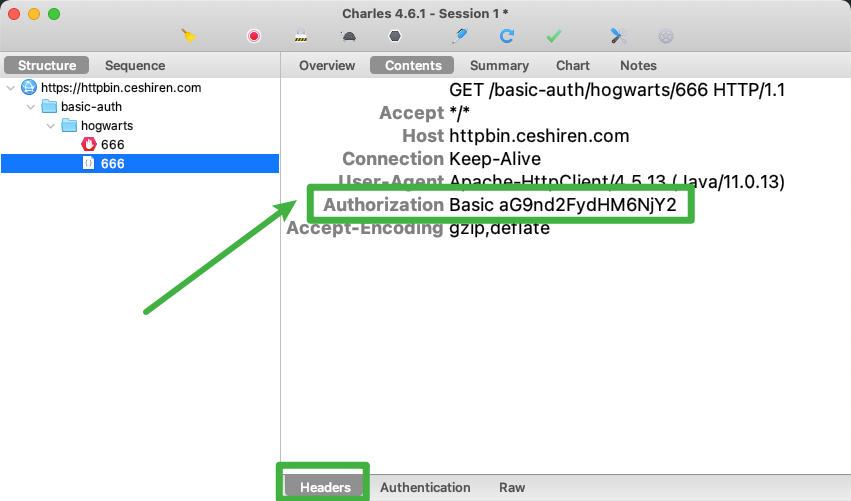 Charles 4.6.1 - Session 1 *
Structure Sequence
Overview Contents Summary Chart Notes
https://httpbin.ceshiren.com
basic-auth
hogwarts
666
666
GET /basic-auth/hogwarts/666 HTTP/1.1
Accept */*
Host httpbin.ceshiren.com
Connection Keep-Alive
User-Agent Apache-HttpClient/4.5.13 (Java/11.0.13)
Authorization Basic aG9nd2FydHM6NjY2
Accept-Encoding gzip,deflate
Headers Authentication Raw